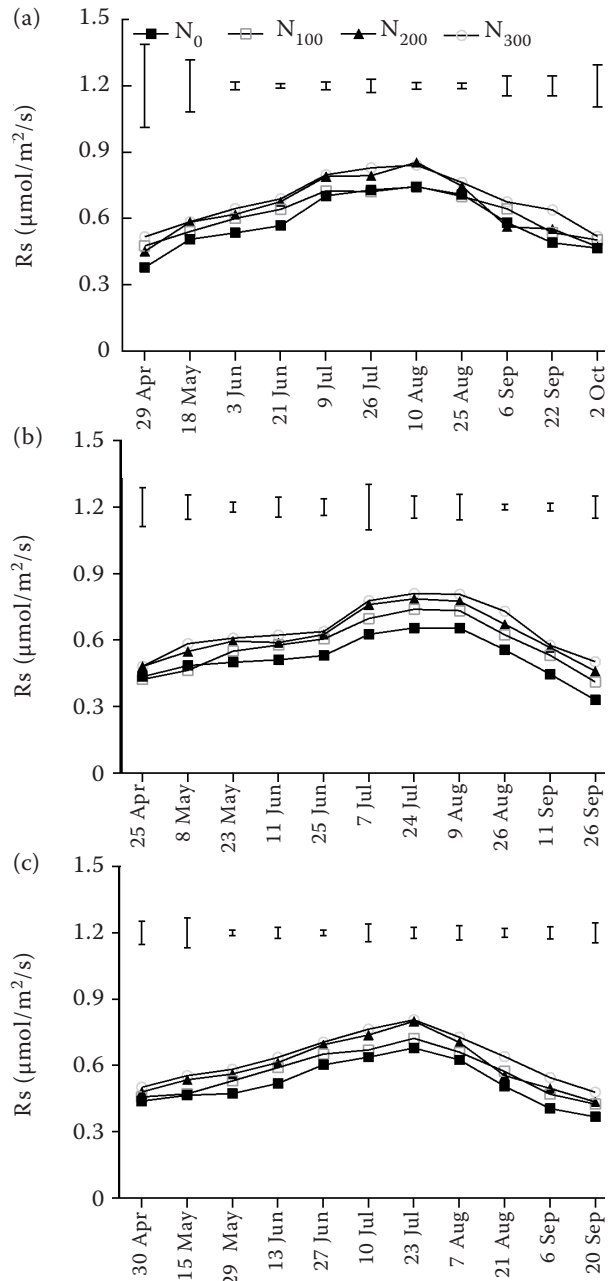 (a)
1.5
N0
N100
N200
N300
1.2
0.9
0.6
0.3
0
Rs (μmol/m²/s)
29 Apr
18 May
3 Jun
21 Jun
9 Jul
26 Jul
10 Aug
25 Aug
6 Sep
22 Sep
2 Oct
(b)
1.5
1.2
0.9
0.6
0.3
0
Rs (μmol/m²/s)
25 Apr
8 May
23 May
11 Jun
25 Jun
7 Jul
24 Jul
9 Aug
26 Aug
11 Sep
26 Sep
(c)
1.5
1.2
0.9
0.6
0.3
0
Rs (μmol/m²/s)
30 Apr
15 May
29 May
13 Jun
27 Jun
10 Jul
23 Jul
7 Aug
21 Aug
6 Sep
20 Sep